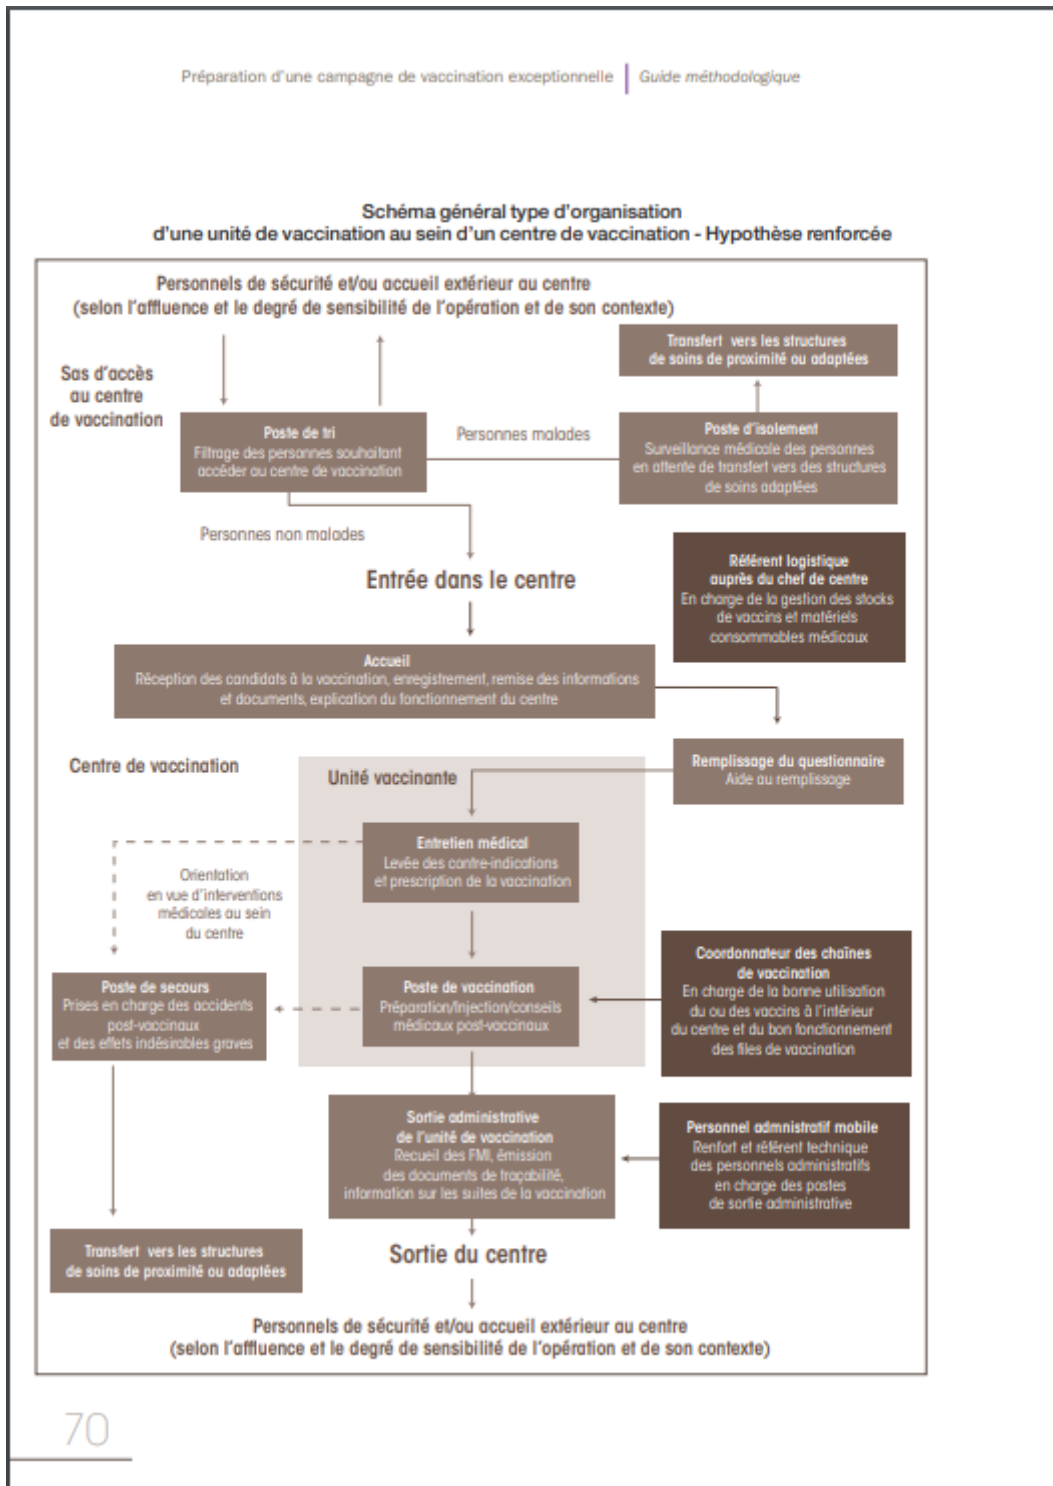 Préparation d'une campagne de vaccination exceptionnelle | Guide méthodologique
Schéma général type d'organisation
d'une unité de vaccination au sein d'un centre de vaccination - Hypothèse renforcée
Personnels de sécurité et/ou accueil extérieur au centre
(selon l'affluence et le degré de sensibilité de l'opération et de son contexte)
Sas d'accès
au centre
de vaccination
Transfert vers les structures
de soins de proximité ou adaptées
Poste de tri
Filtrage des personnes souhaitant
accéder au centre de vaccination
Personnes malades
Poste d'isolement
Surveillance médicale des personnes
en attente de transfert vers des structures
de soins adaptées
Personnes non malades
Entrée dans le centre
Référent logistique
auprès du chef de centre
En charge de la gestion des stocks
de vaccins et matériels
consommables médicaux
Accueil
Réception des candidats à la vaccination, enregistrement, remise des informations
et documents, explication du fonctionnement du centre
Centre de vaccination
Unité vaccinante
Remplissage du questionnaire
Aide au remplissage
Entretien médical
Levée des contre-indications
et prescription de la vaccination
Orientation
en vue d'interventions
médicales au sein
du centre
Poste de secours
Prises en charge des accidents
post-vaccinaux
et des effets indésirables graves
Poste de vaccination
Préparation/Injection/conseils
médicaux post-vaccinaux
Coordonnateur des chaînes
de vaccination
En charge de la bonne utilisation
du ou des vaccins à l'intérieur
du centre et du bon fonctionnement
des files de vaccination
Sortie administrative
de l'unité de vaccination
Recueil des FMI, émission
des documents de traçabilité,
information sur les suites de la vaccination
Personnel admnistratif mobile
Renfort et référent technique
des personnels administratifs
en charge des postes
de sortie administrative
Transfert vers les structures
de soins de proximité ou adaptées
Sortie du centre
Personnels de sécurité et/ou accueil extérieur au centre
(selon l'affluence et le degré de sensibilité de l'opération et de son contexte)
70